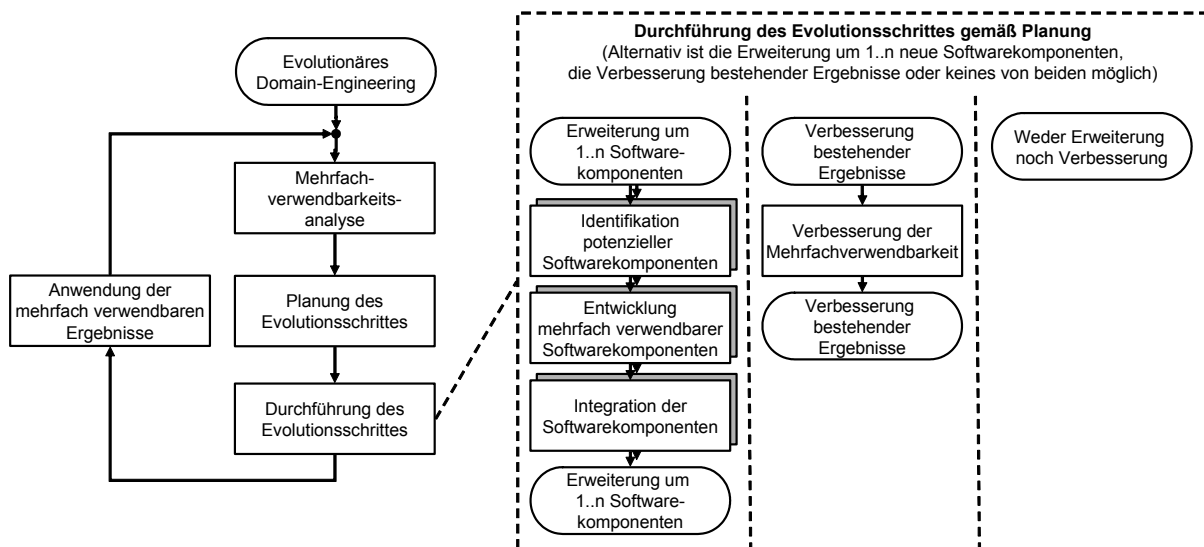 Evolutionäres
Domain-Engineering
Mehrfach-
verwendbarkeits-
analyse
Planung des
Evolutionsschrittes
Durchführung des
Evolutionsschrittes
Anwendung der
mehrfach verwendbaren
Ergebnisse
Durchführung des Evolutionsschrittes gemäß Planung
(Alternativ ist die Erweiterung um 1..n neue Softwarekomponenten,
die Verbesserung bestehender Ergebnisse oder keines von beiden möglich)
Erweiterung um
1..n Software-
komponenten
Identifikation
potenzieller
Softwarekomponenten
Entwicklung
mehrfach verwendbarer
Softwarekomponenten
Integration der
Softwarekomponenten
Erweiterung um
1..n Software-
komponenten
Verbesserung
bestehender
Ergebnisse
Verbesserung der
Mehrfachverwendbarkeit
Verbesserung
bestehender
Ergebnisse
Weder Erweiterung
noch Verbesserung